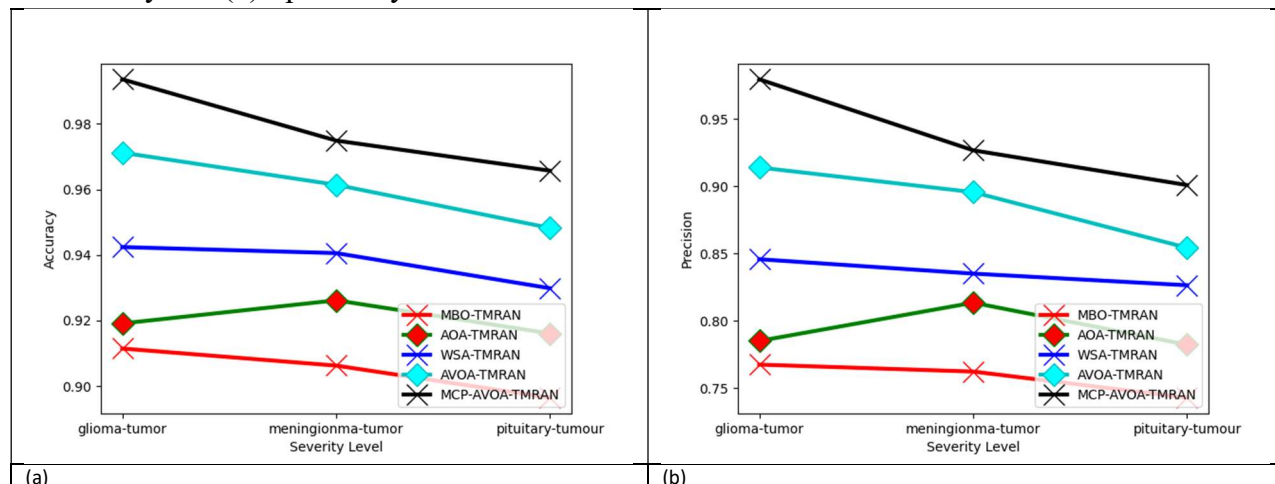 0.98
0.96
0.94
0.92
0.90
Accuracy
glioma-tumor meningionma-tumor pituitary-tumour
Severity Level
MBO-TMRAN
AOA-TMRAN
WSA-TMRAN
AVOA-TMRAN
MCP-AVOA-TMRAN
(a)
0.95
0.90
0.85
0.80
0.75
Precision
glioma-tumor meningionma-tumor pituitary-tumour
Severity Level
MBO-TMRAN
AOA-TMRAN
WSA-TMRAN
AVOA-TMRAN
MCP-AVOA-TMRAN
(b)